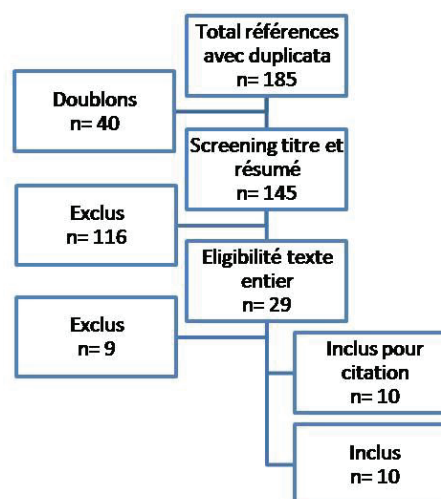 Total références
avec duplicata
n= 185
Doublons
n= 40
Screening titre et
résumé
n= 145
Exclus
n= 116
Eligibilité texte
entier
n= 29
Exclus
n= 9
Inclus pour
citation
n= 10
Inclus
n= 10